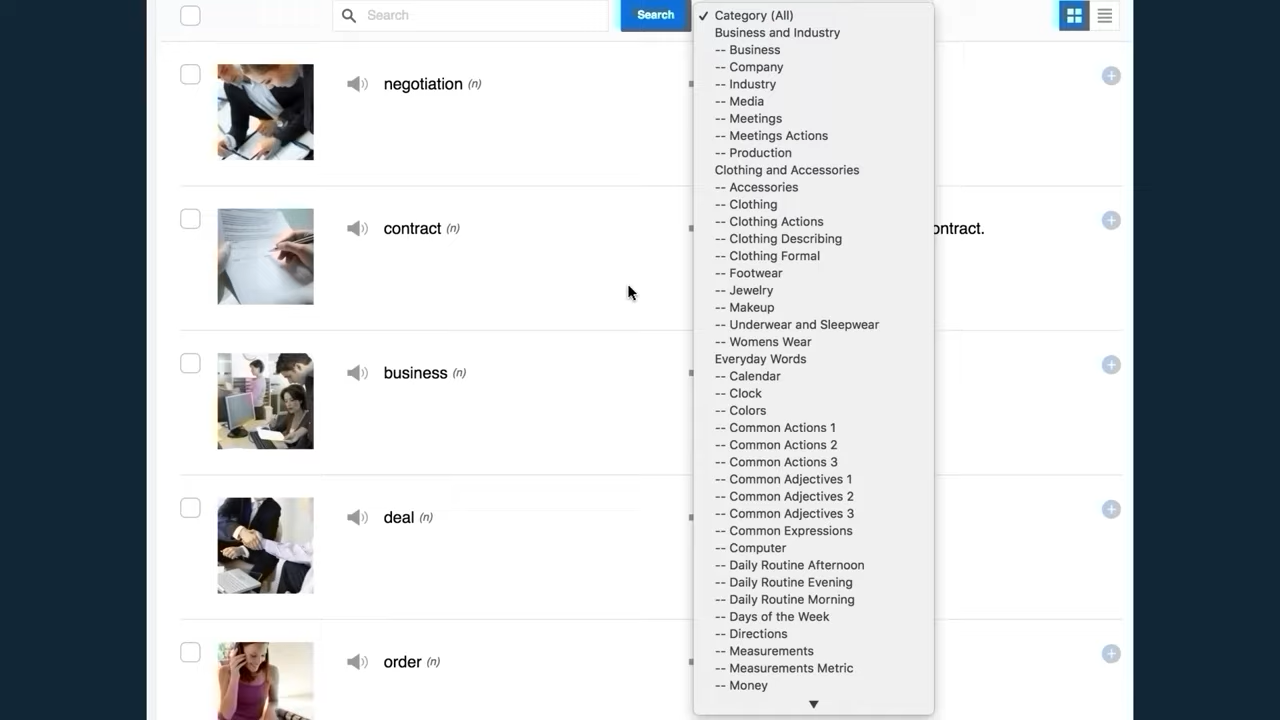 Search
Search
✓ Category (All)
Business and Industry
-- Business
-- Company
-- Industry
-- Media
-- Meetings
-- Meetings Actions
-- Production
Clothing and Accessories
-- Accessories
-- Clothing
-- Clothing Actions
-- Clothing Describing
-- Clothing Formal
-- Footwear
-- Jewelry
-- Makeup
-- Underwear and Sleepwear
-- Womens Wear
Everyday Words
-- Calendar
-- Clock
-- Colors
-- Common Actions 1
-- Common Actions 2
-- Common Actions 3
-- Common Adjectives 1
-- Common Adjectives 2
-- Common Adjectives 3
-- Common Expressions
-- Computer
-- Daily Routine Afternoon
-- Daily Routine Evening
-- Daily Routine Morning
-- Days of the Week
-- Directions
-- Measurements
-- Measurements Metric
-- Money
negotiation (n)
contract (n)
ontract.
business (n)
deal (n)
order (n)